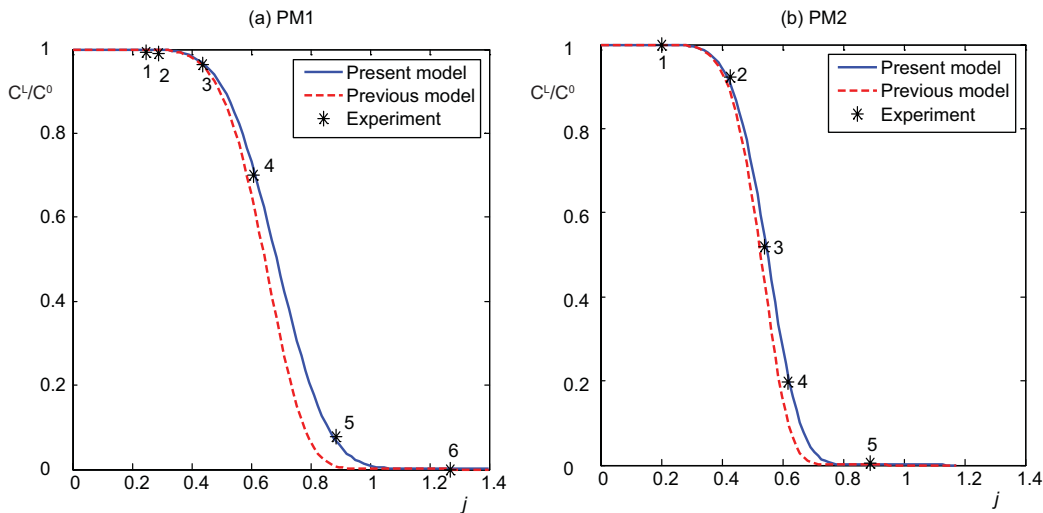 (a) PM1
1
0.8
0.6
0.4
0.2
0
C^L/C^0
0 0.2 0.4 0.6 0.8 1 1.2 1.4
j
Present model
Previous model
Experiment
1 2 3
4
5
6
(b) PM2
1
0.8
0.6
0.4
0.2
0
C^L/C^0
0 0.2 0.4 0.6 0.8 1 1.2 1.4
j
Present model
Previous model
Experiment
1
2
3
4
5